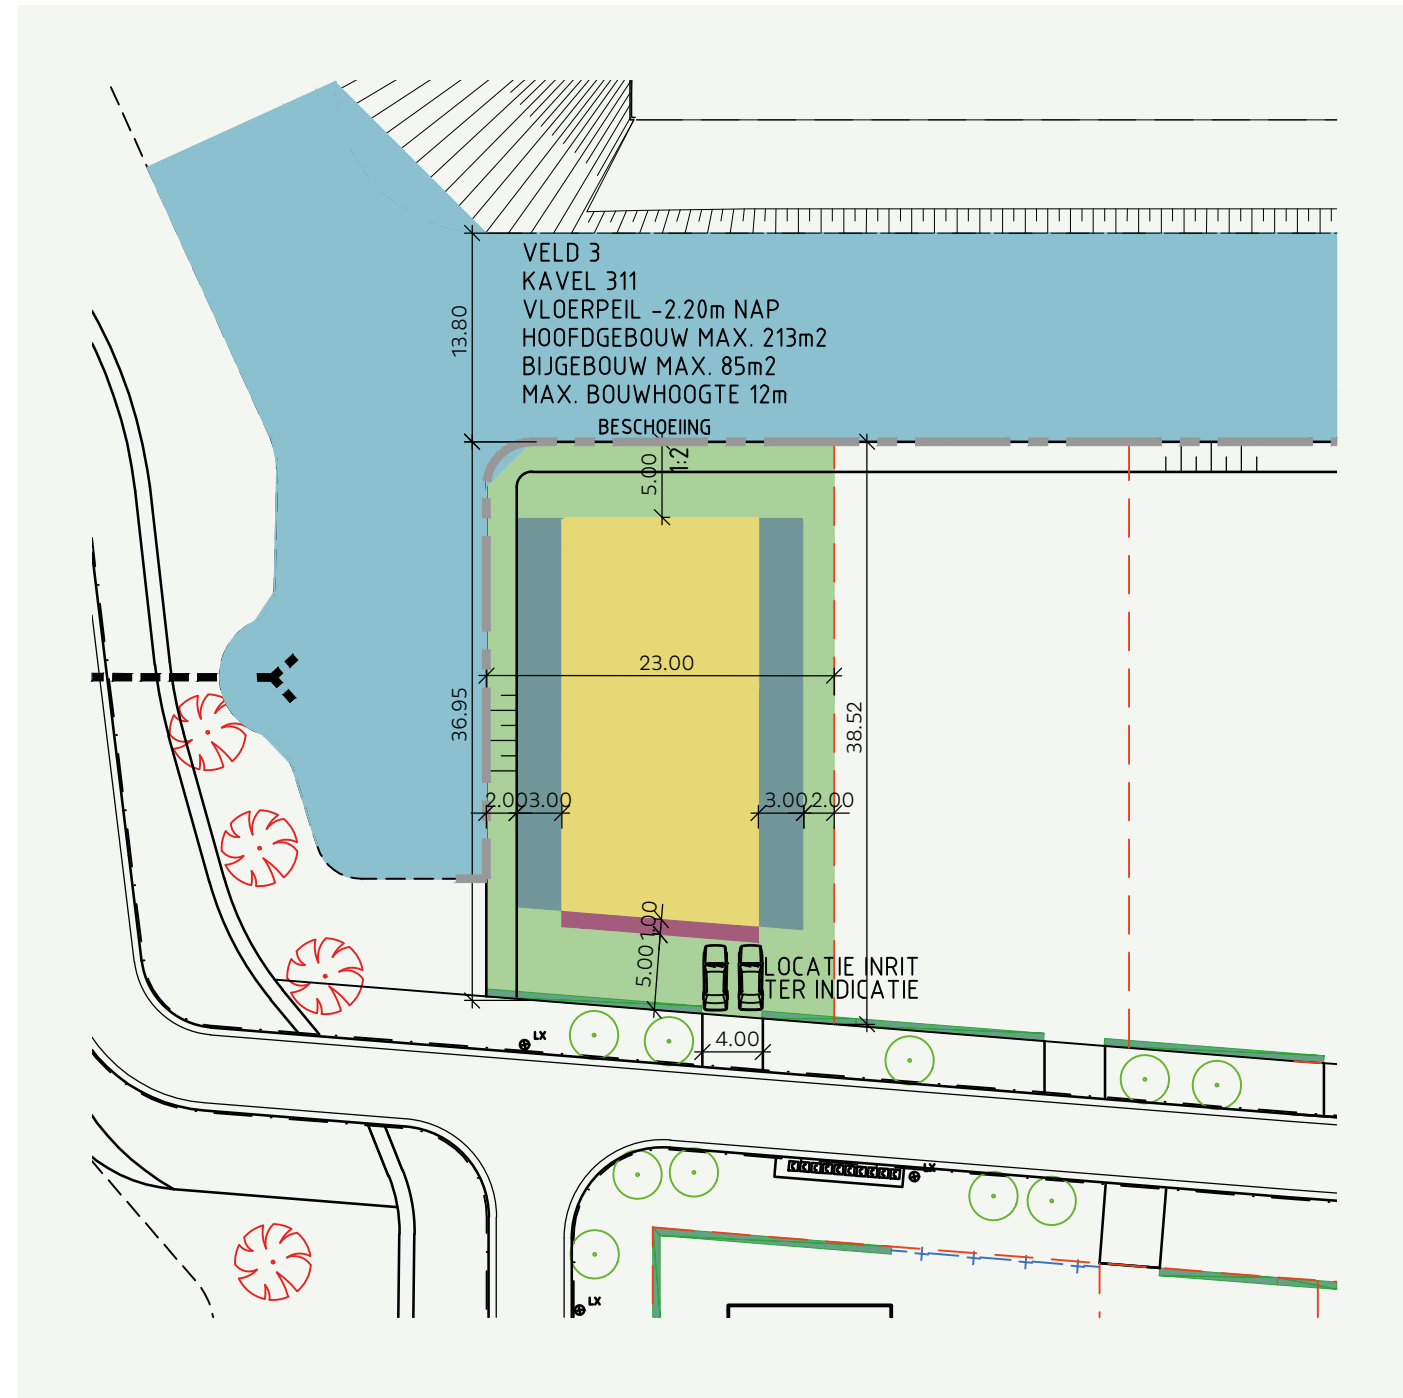 VELD 3
KAVEL 311
VLOERPEIL -2.20m NAP
HOOFDGEBOUW MAX. 213m2
BIJGEBOUW MAX. 85m2
MAX. BOUWHOOGTE 12m
13.80
BESCHOEIING
1:2
5.00
23.00
36.95
38.52
2.00
3.00
3.00
2.00
1.00
5.00
LOCATIE INRIT
TER INDICATIE
LX
4.00
LX
LX